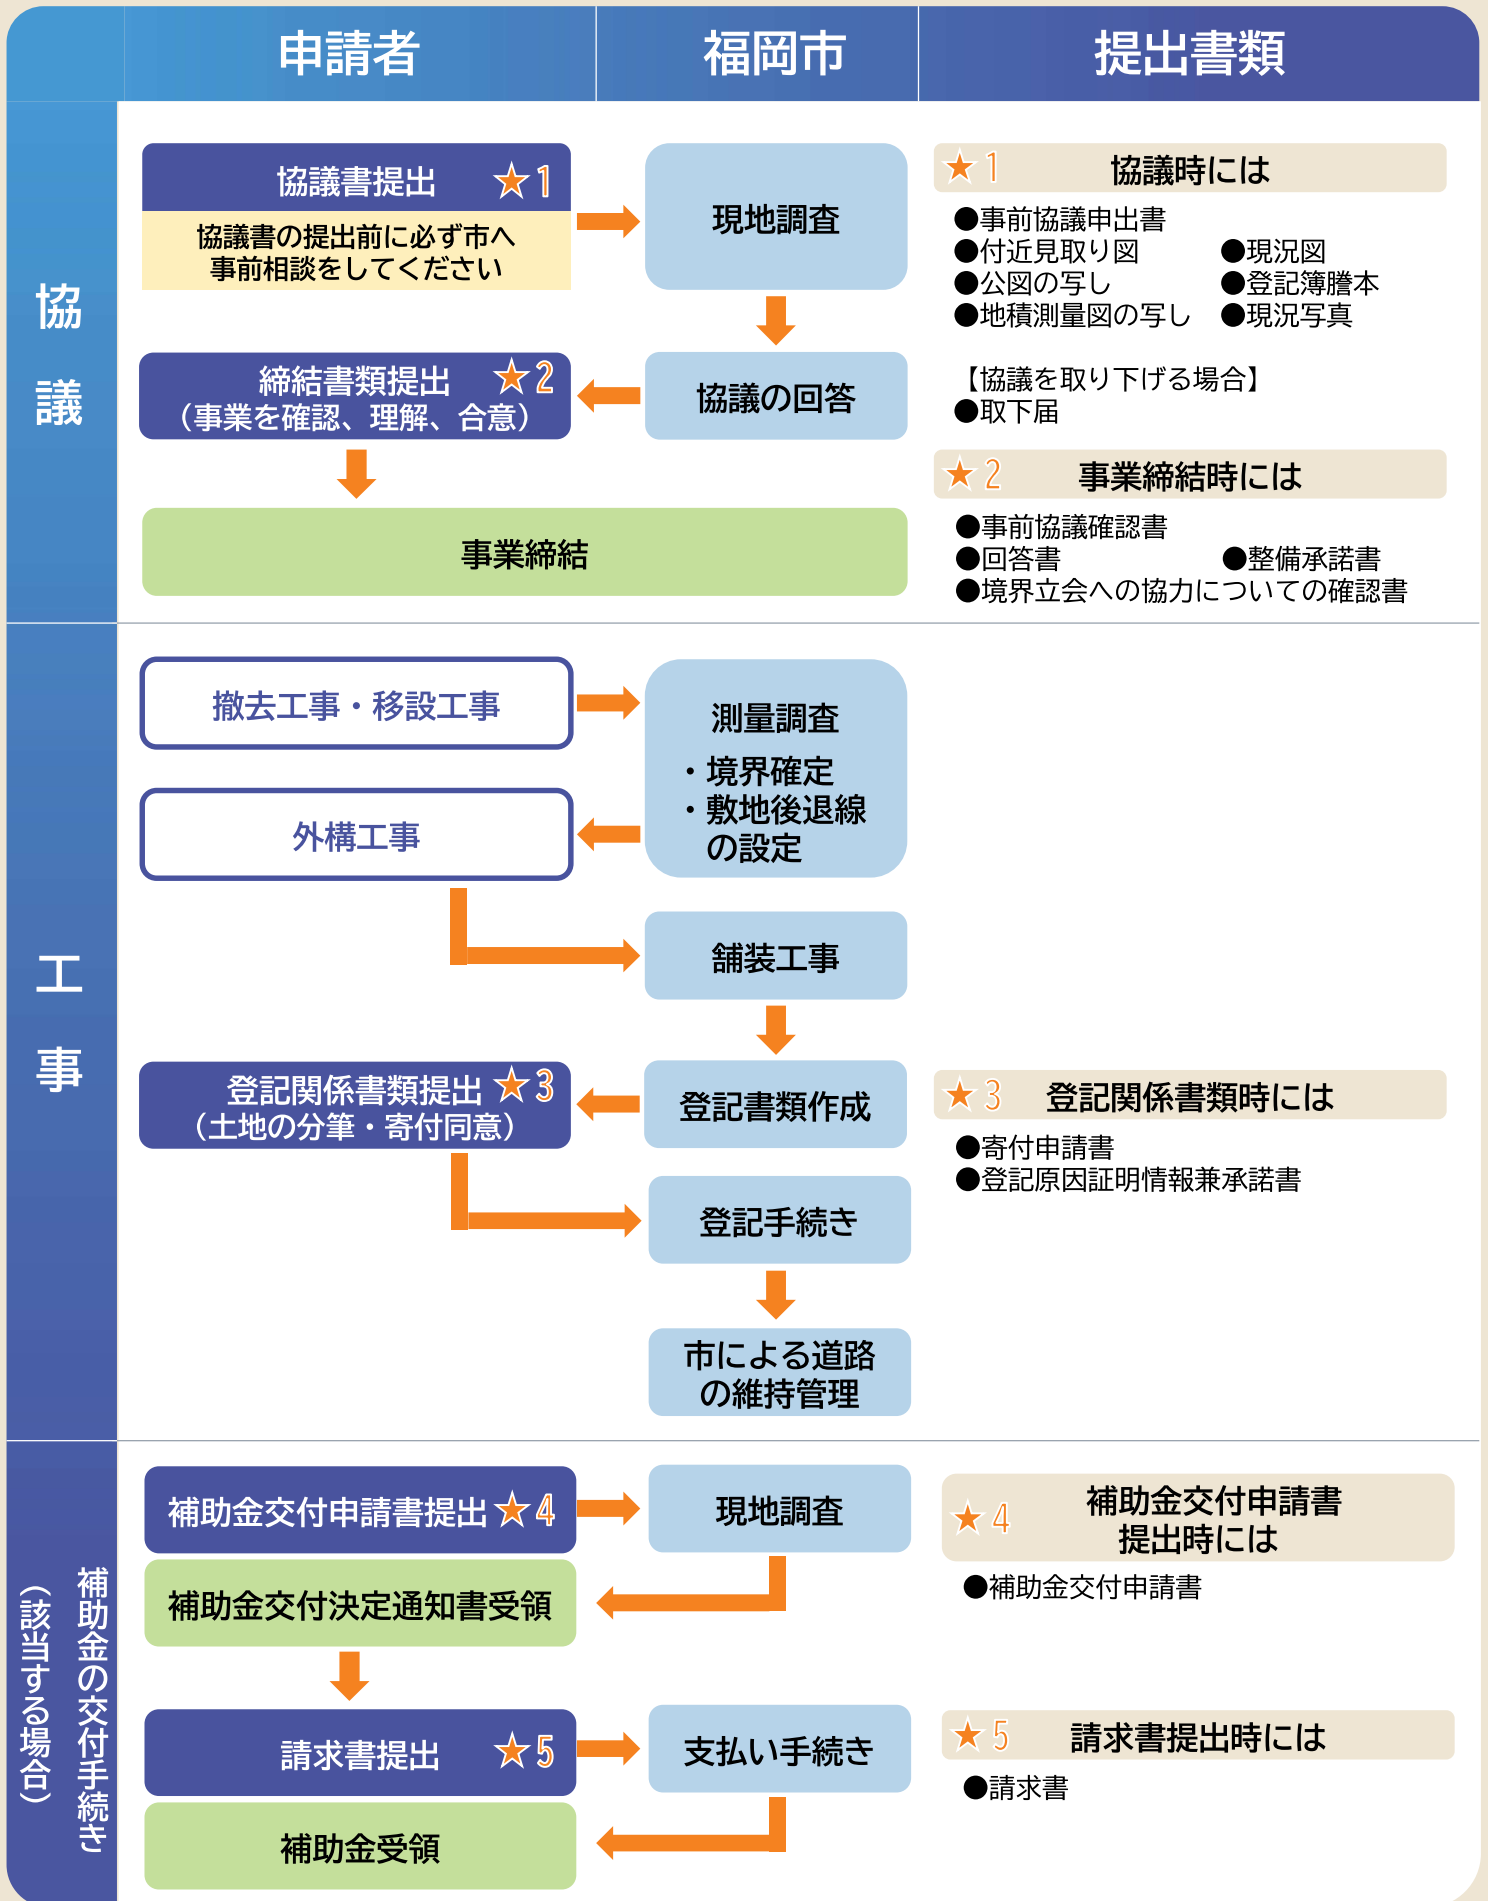 申請者
福岡市
提出書類
協議
協議書提出 ★1
協議書の提出前に必ず市へ
事前相談をしてください
現地調査
協議の回答
締結書類提出 ★2
（事業を確認、理解、合意）
事業締結
★1 協議時には
●事前協議申出書
●付近見取り図 ●現況図
●公図の写し ●登記簿謄本
●地積測量図の写し ●現況写真
【協議を取り下げる場合】
●取下届
★2 事業締結時には
●事前協議確認書
●回答書 ●整備承諾書
●境界立会への協力についての確認書
工事
撤去工事・移設工事
測量調査
・境界確定
・敷地後退線
の設定
外構工事
舗装工事
登記書類作成
登記関係書類提出 ★3
（土地の分筆・寄付同意）
登記手続き
市による道路
の維持管理
★3 登記関係書類時には
●寄付申請書
●登記原因証明情報兼承諾書
補助金の交付手続き
（該当する場合）
補助金交付申請書提出 ★4
現地調査
補助金交付決定通知書受領
請求書提出 ★5
支払い手続き
補助金受領
★4 補助金交付申請書
提出時には
●補助金交付申請書
★5 請求書提出時には
●請求書